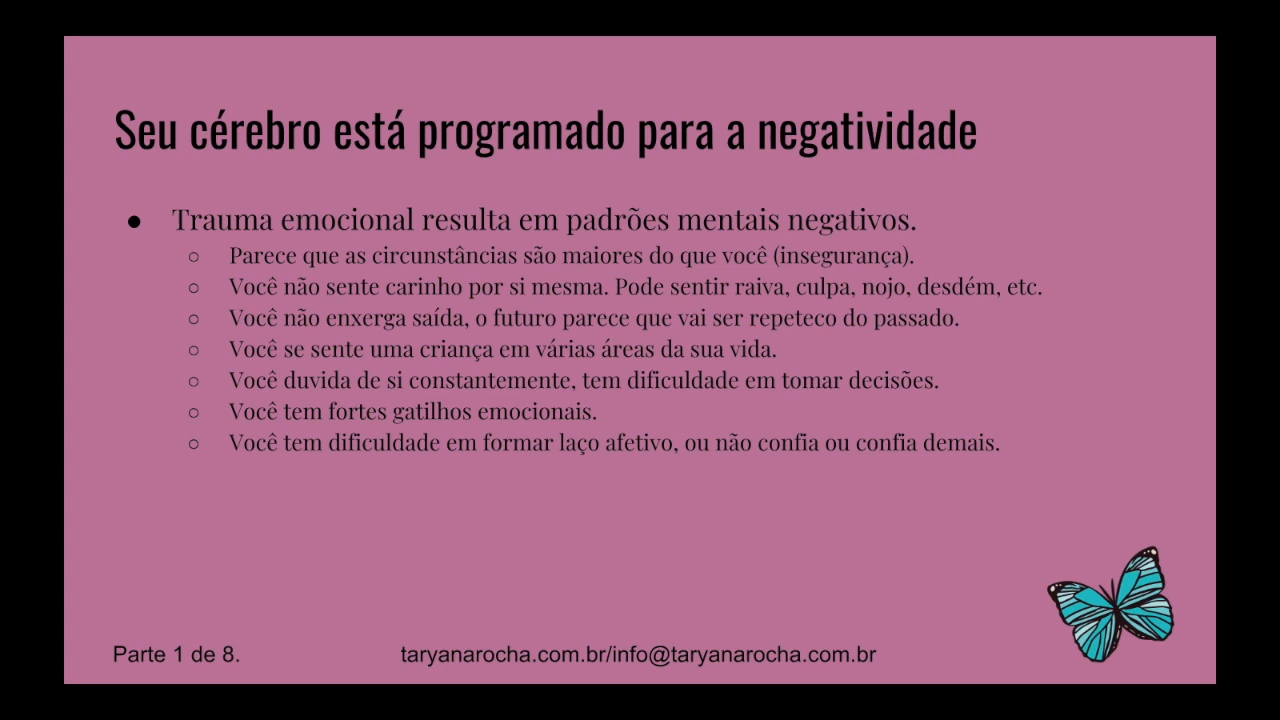 Seu cérebro está programado para a negatividade
● Trauma emocional resulta em padrões mentais negativos.
○ Parece que as circunstâncias são maiores do que você (insegurança).
○ Você não sente carinho por si mesma. Pode sentir raiva, culpa, nojo, desdém, etc.
○ Você não enxerga saída, o futuro parece que vai ser repeteco do passado.
○ Você se sente uma criança em várias áreas da sua vida.
○ Você duvida de si constantemente, tem dificuldade em tomar decisões.
○ Você tem fortes gatilhos emocionais.
○ Você tem dificuldade em formar laço afetivo, ou não confia ou confia demais.
Parte 1 de 8.
taryanarocha.com.br/info@taryanarocha.com.br